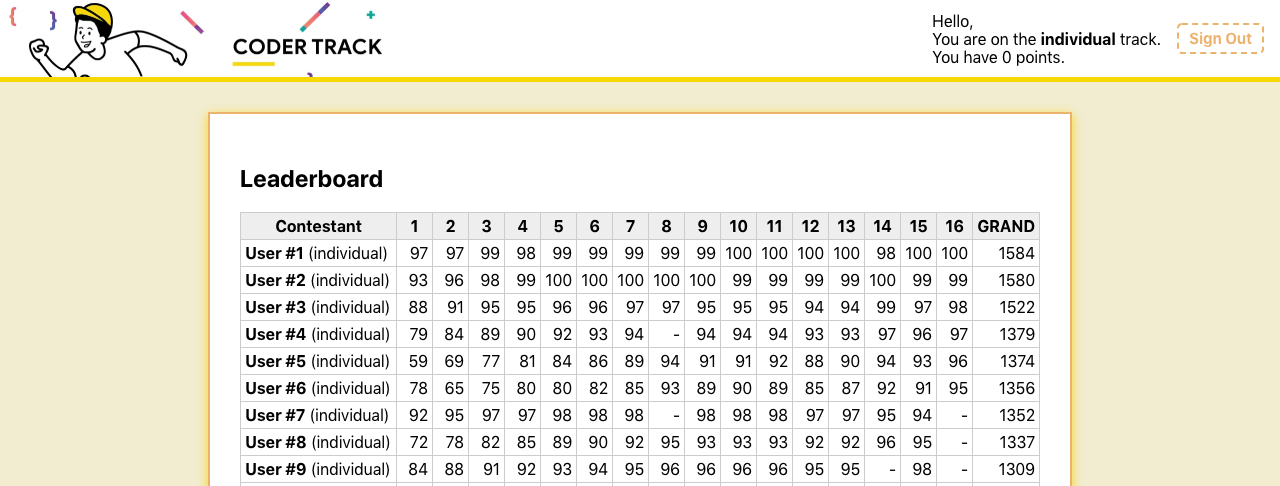 { }
CODER TRACK
Hello,
You are on the individual track.
You have 0 points.
Sign Out
Leaderboard
Contestant 1 2 3 4 5 6 7 8 9 10 11 12 13 14 15 16 GRAND
User #1 (individual) 97 97 99 98 99 99 99 99 99 100 100 100 100 98 100 100 1584
User #2 (individual) 93 96 98 99 100 100 100 100 100 99 99 99 99 100 99 99 1580
User #3 (individual) 88 91 95 95 96 96 97 97 95 95 95 94 94 99 97 98 1522
User #4 (individual) 79 84 89 90 92 93 94 - 94 94 94 93 93 97 96 97 1379
User #5 (individual) 59 69 77 81 84 86 89 94 91 91 92 88 90 94 93 96 1374
User #6 (individual) 78 65 75 80 80 82 85 93 89 90 89 85 87 92 91 95 1356
User #7 (individual) 92 95 97 97 98 98 98 - 98 98 98 97 97 95 94 - 1352
User #8 (individual) 72 78 82 85 89 90 92 95 93 93 93 92 92 96 95 - 1337
User #9 (individual) 84 88 91 92 93 94 95 96 96 96 96 95 95 - 98 - 1309